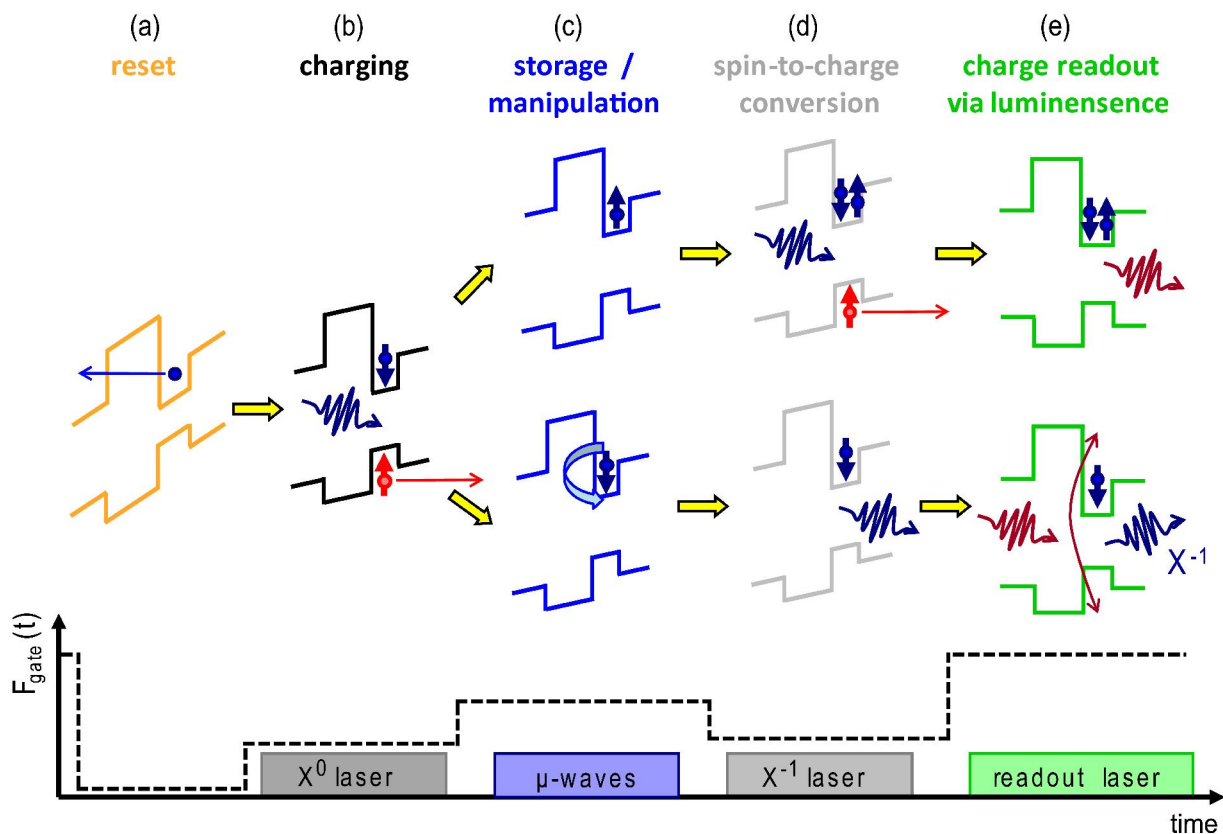 (a)
reset
(b)
charging
(c)
storage /
manipulation
(d)
spin-to-charge
conversion
(e)
charge readout
via luminensence
X⁻¹
F_gate (t)
X⁰ laser
μ-waves
X⁻¹ laser
readout laser
time